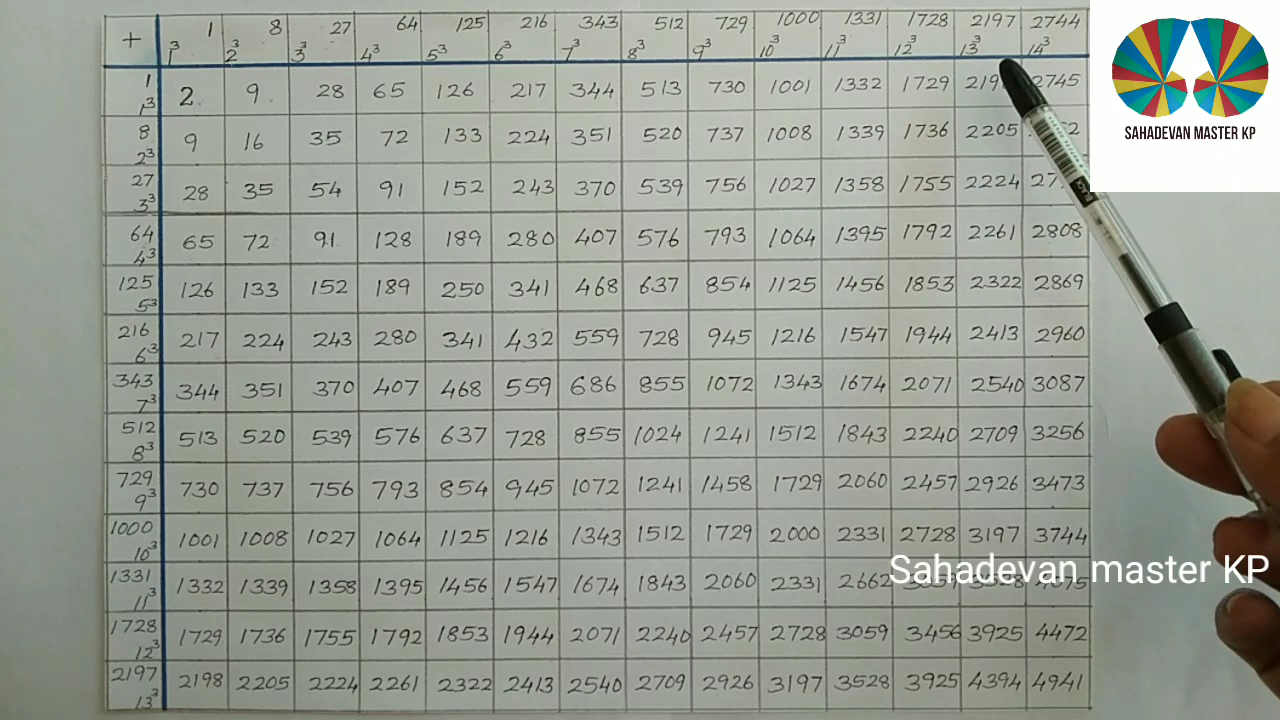 + 1 8 27 64 125 216 343 512 729 1000 1331 1728 2197 2744
1³ 2³ 3³ 4³ 5³ 6³ 7³ 8³ 9³ 10³ 11³ 12³ 13³ 14³
1 2 9 28 65 126 217 344 513 730 1001 1332 1729 2745
1³
8 9 16 35 72 133 224 351 520 737 1008 1339 1736 2205
2³
27 28 35 54 91 152 243 370 539 756 1027 1358 1755 2224
3³
64 65 72 91 128 189 280 407 576 793 1064 1395 1792 2261 2808
4³
125 126 133 152 189 250 341 468 637 854 1125 1456 1853 2322 2869
5³
216 217 224 243 280 341 432 559 728 945 1216 1547 1944 2413 2960
6³
343 344 351 370 407 468 559 686 855 1072 1343 1674 2071 2540 3087
7³
512 513 520 539 576 637 728 855 1024 1241 1512 1843 2240 2709 3256
8³
729 730 737 756 793 854 945 1072 1241 1458 1729 2060 2457 2926 3473
9³
1000 1001 1008 1027 1064 1125 1216 1343 1512 1729 2000 2331 2728 3197 3744
10³
1331 1332 1339 1358 1395 1456 1547 1674 1843 2060 2331 2662
11³
1728 1729 1736 1755 1792 1853 1944 2071 2240 2457 2728 3059 3456 3925 4472
12³
2197 2198 2205 2224 2261 2322 2413 2540 2709 2926 3197 3528 3925 4394 4941
13³
SAHADEVAN MASTER KP
Sahadevan master KP